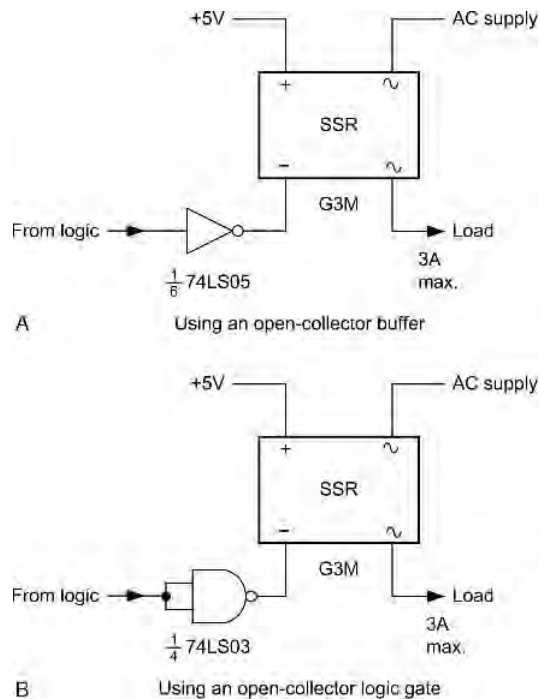 +5V AC supply
+ ~
SSR
− ~
G3M
From logic Load
1/6 74LS05
3A
max.
A Using an open-collector buffer
+5V AC supply
+ ~
SSR
− ~
G3M
From logic Load
1/4 74LS03
3A
max.
B Using an open-collector logic gate